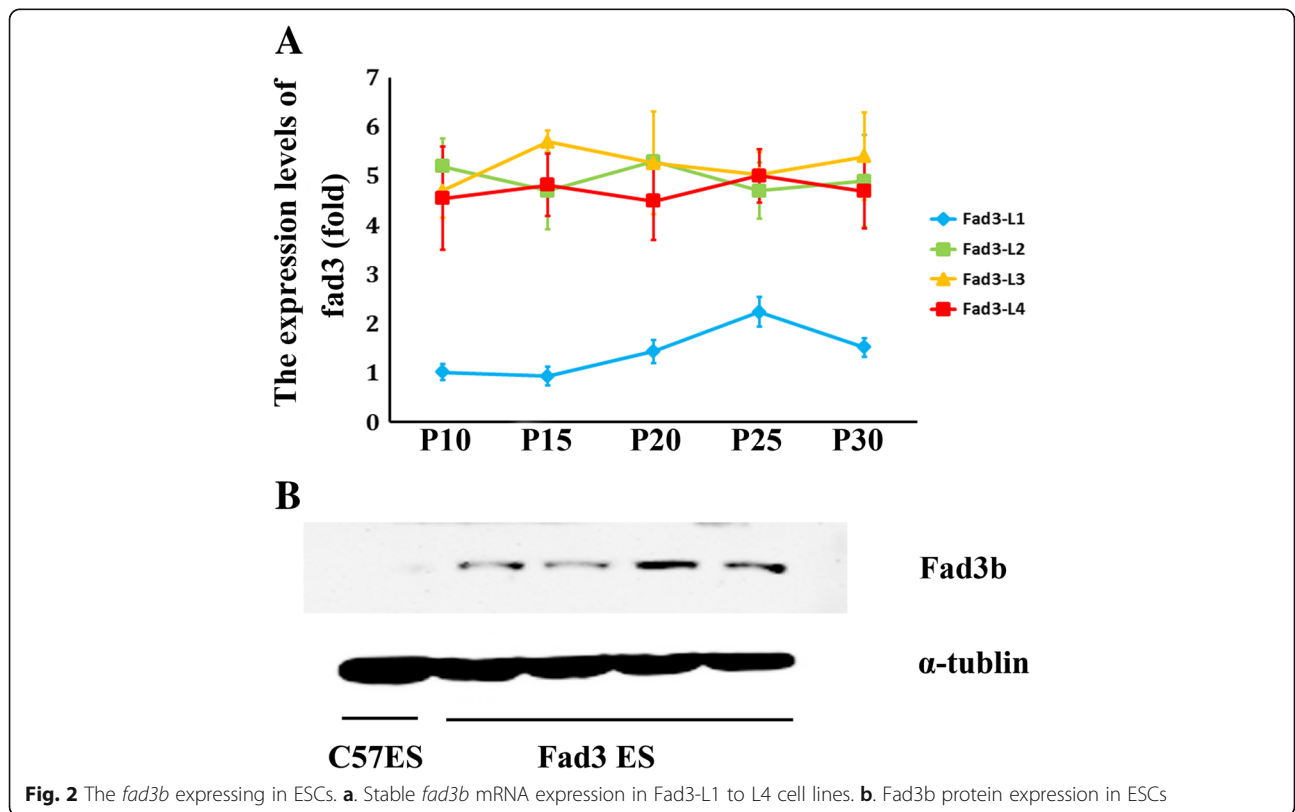 A
The expression levels of
fad3 (fold)
7
6
5
4
3
2
1
0
P10 P15 P20 P25 P30
Fad3-L1
Fad3-L2
Fad3-L3
Fad3-L4
B
Fad3b
α-tublin
C57ES Fad3 ES
Fig. 2 The fad3b expressing in ESCs. a. Stable fad3b mRNA expression in Fad3-L1 to L4 cell lines. b. Fad3b protein expression in ESCs